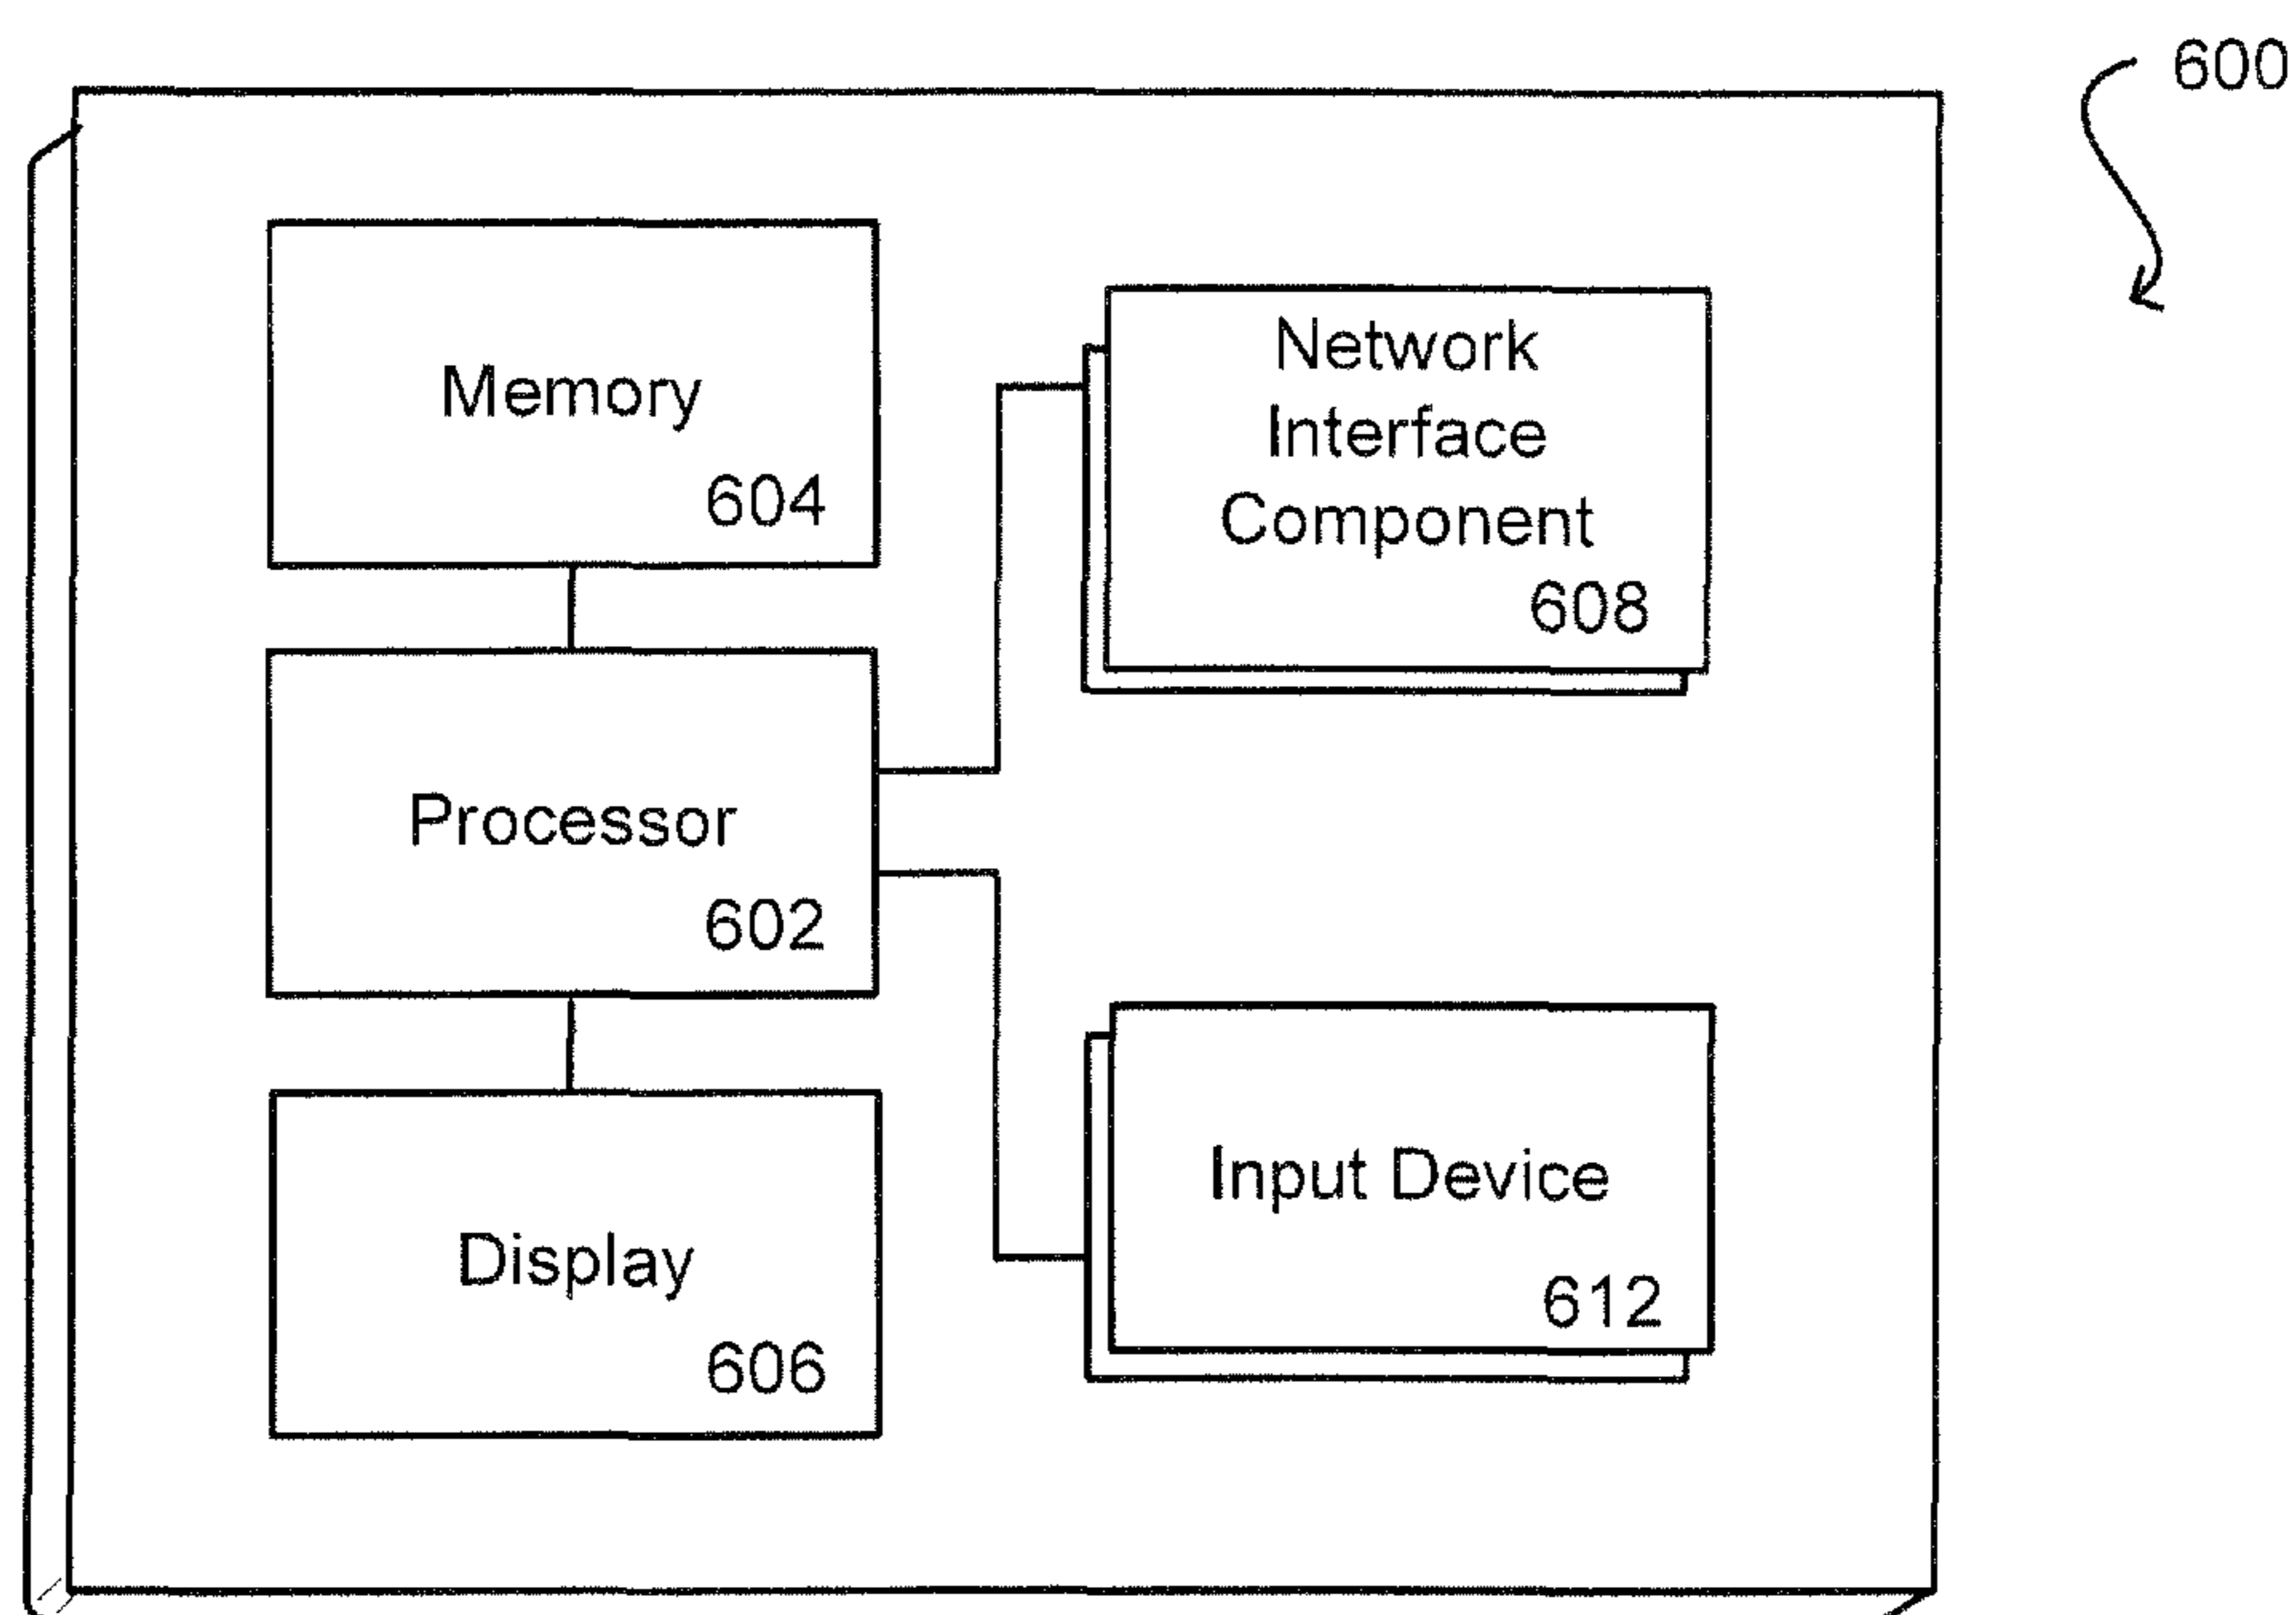 600
Memory
604
Network
Interface
Component
608
Processor
602
Input Device
612
Display
606